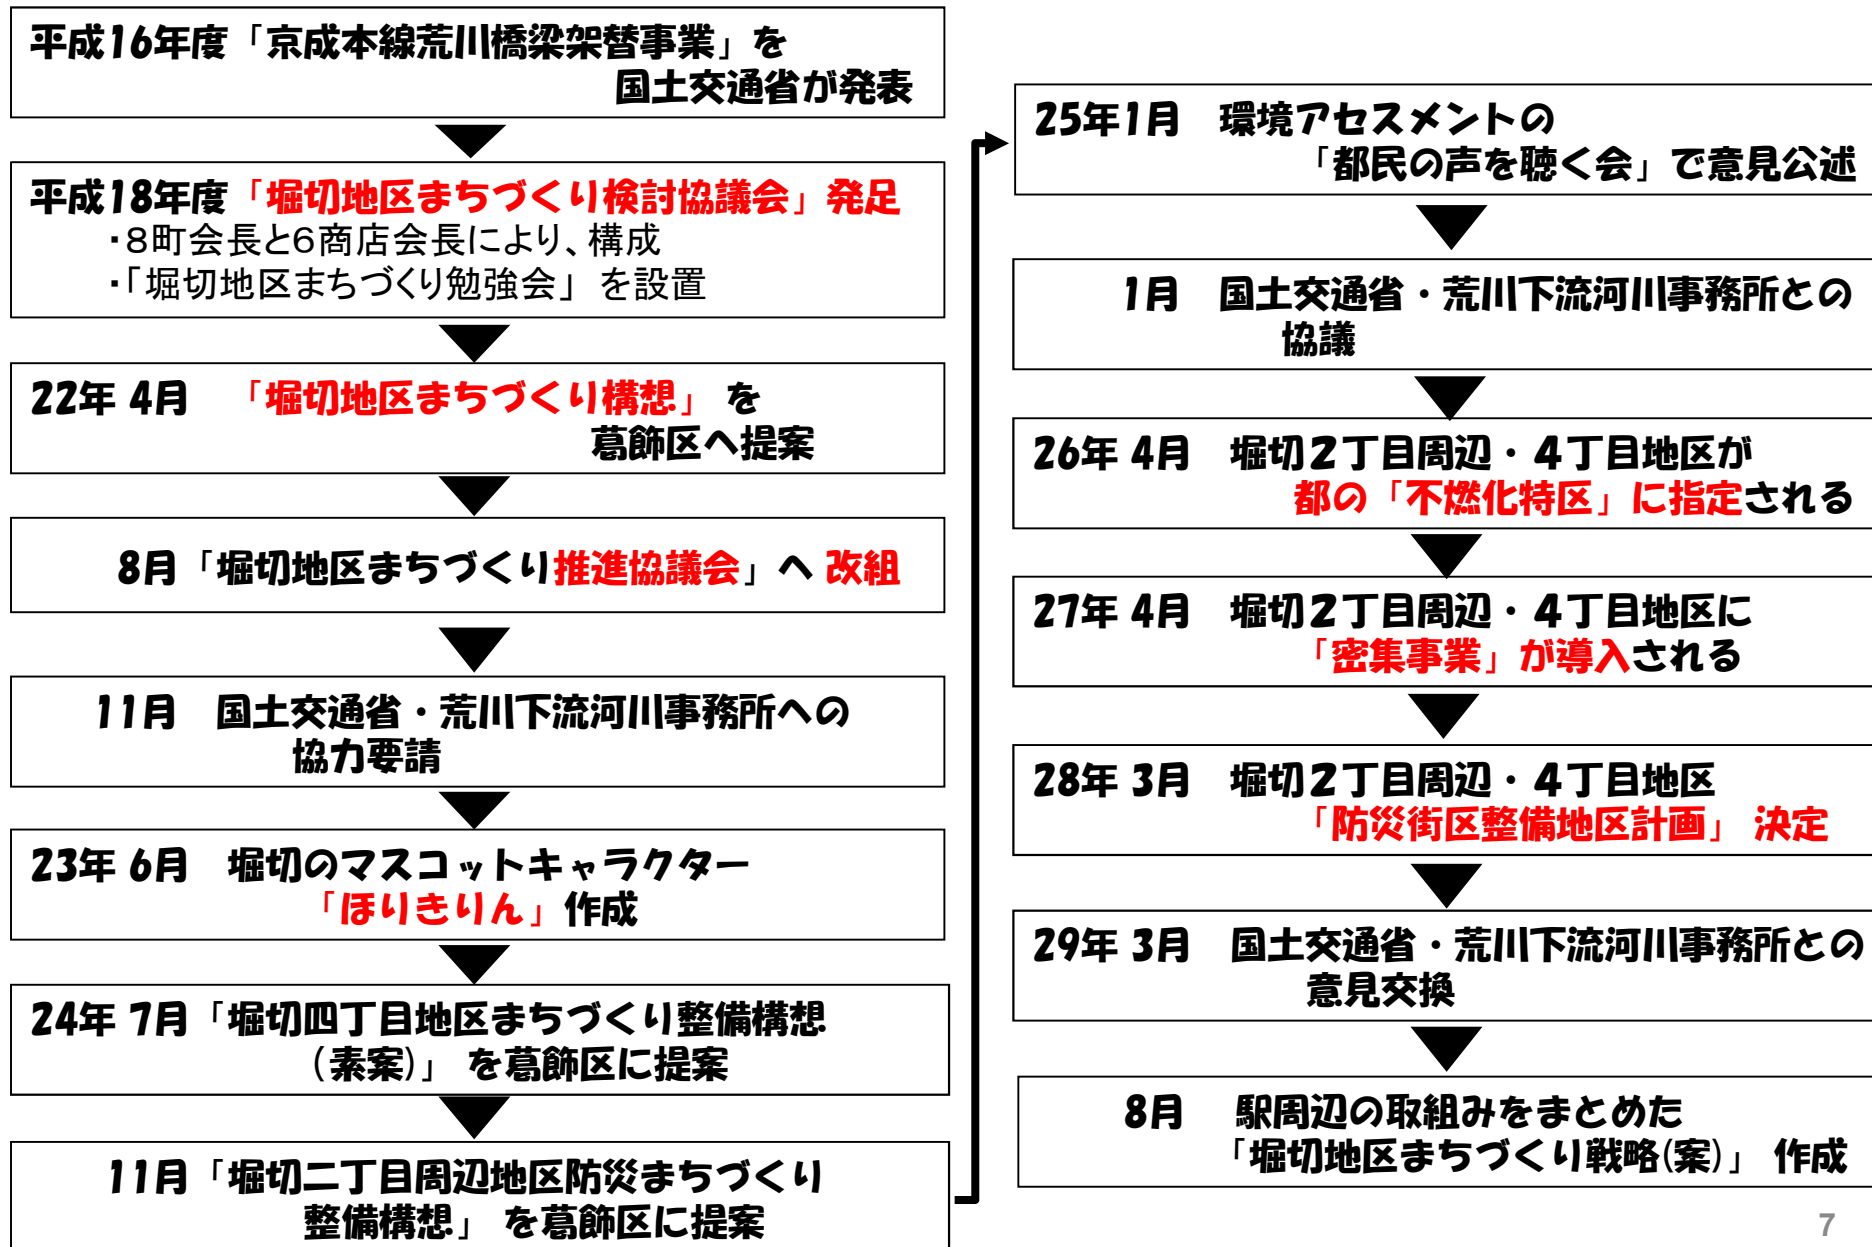 平成16年度「京成本線荒川橋梁架替事業」を
国土交通省が発表
平成18年度「堀切地区まちづくり検討協議会」発足
・8町会長と6商店会長により、構成
・「堀切地区まちづくり勉強会」 を設置
22年 4月 「堀切地区まちづくり構想」 を
葛飾区へ提案
8月「堀切地区まちづくり推進協議会」へ 改組
11月 国土交通省・荒川下流河川事務所への
協力要請
23年 6月 堀切のマスコットキャラクター
「ほりきりん」作成
24年 7月「堀切四丁目地区まちづくり整備構想
(素案)」 を葛飾区に提案
11月「堀切二丁目周辺地区防災まちづくり
整備構想」 を葛飾区に提案
25年1月 環境アセスメントの
「都民の声を聴く会」で意見公述
1月 国土交通省・荒川下流河川事務所との
協議
26年 4月 堀切2丁目周辺・4丁目地区が
都の「不燃化特区」に指定される
27年 4月 堀切2丁目周辺・4丁目地区に
「密集事業」が導入される
28年 3月 堀切2丁目周辺・4丁目地区
「防災街区整備地区計画」 決定
29年 3月 国土交通省・荒川下流河川事務所との
意見交換
8月 駅周辺の取組みをまとめた
「堀切地区まちづくり戦略(案)」 作成
7